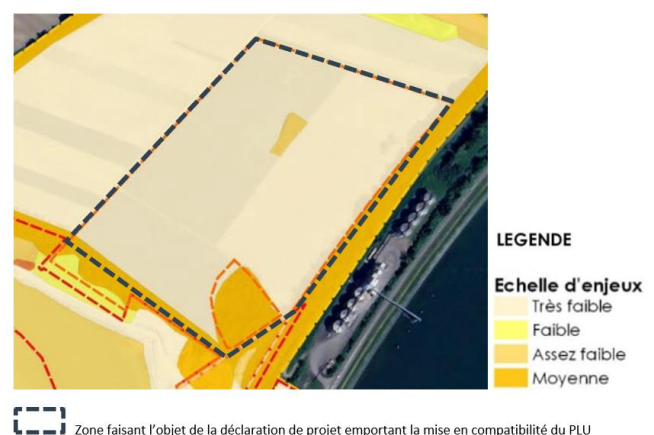 LEGENDE
Echelle d'enjeux
Très faible
Faible
Assez faible
Moyenne
Zone faisant l'objet de la déclaration de projet emportant la mise en compatibilité du PLU